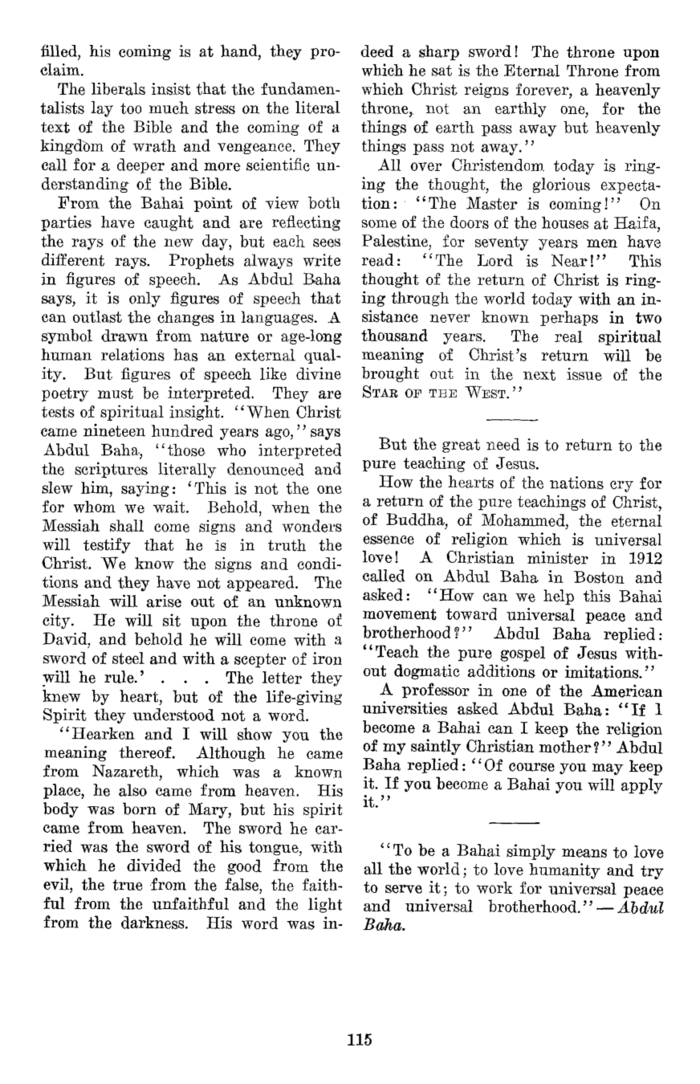 filled, his coming is at hand, they pro-
claim.
The liberals insist that the fundamen-
talists lay too much stress on the literal
text of the Bible and the coming of a
kingdom of wrath and vengeance. They
call for a deeper and more scientific un-
derstanding of the Bible.
From the Bahai point of view both
parties have caught and are reflecting
the rays of the new day, but each sees
different rays. Prophets always write
in figures of speech. As Abdul Baha
says, it is only figures of speech that
can outlast the changes in languages. A
symbol drawn from nature or age-long
human relations has an external qual-
ity. But figures of speech like divine
poetry must be interpreted. They are
tests of spiritual insight. "When Christ
came nineteen hundred years ago," says
Abdul Baha, "those who interpreted
the scriptures literally denounced and
slew him, saying: 'This is not the one
for whom we wait. Behold, when the
Messiah shall come signs and wonders
will testify that he is in truth the
Christ. We know the signs and condi-
tions and they have not appeared. The
Messiah will arise out of an unknown
city. He will sit upon the throne of
David, and behold he will come with a
sword of steel and with a scepter of iron
will he rule.' . . . The letter they
knew by heart, but of the life-giving
Spirit they understood not a word.
"Hearken and I will show you the
meaning thereof. Although he came
from Nazareth, which was a known
place, he also came from heaven. His
body was born of Mary, but his spirit
came from heaven. The sword he car-
ried was the sword of his tongue, with
which he divided the good from the
evil, the true from the false, the faith-
ful from the unfaithful and the light
from the darkness. His word was in-
deed a sharp sword! The throne upon
which he sat is the Eternal Throne from
which Christ reigns forever, a heavenly
throne, not an earthly one, for the
things of earth pass away but heavenly
things pass not away."
All over Christendom today is ring-
ing the thought, the glorious expecta-
tion: "The Master is coming!" On
some of the doors of the houses at Haifa,
Palestine, for seventy years men have
read: "The Lord is Near!" This
thought of the return of Christ is ring-
ing through the world today with an in-
sistance never known perhaps in two
thousand years. The real spiritual
meaning of Christ's return will be
brought out in the next issue of the
STAR OF THE WEST."
But the great need is to return to the
pure teaching of Jesus.
How the hearts of the nations cry for
a return of the pure teachings of Christ,
of Buddha, of Mohammed, the eternal
essence of religion which is universal
love! A Christian minister in 1912
called on Abdul Baha in Boston and
asked: "How can we help this Bahai
movement toward universal peace and
brotherhood?" Abdul Baha replied:
"Teach the pure gospel of Jesus with-
out dogmatic additions or imitations."
A professor in one of the American
universities asked Abdul Baha: "If I
become a Bahai can I keep the religion
of my saintly Christian mother?" Abdul
Baha replied: "Of course you may keep
it. If you become a Bahai you will apply
it."
"To be a Bahai simply means to love
all the world; to love humanity and try
to serve it; to work for universal peace
and universal brotherhood."—Abdul
Baha.
115